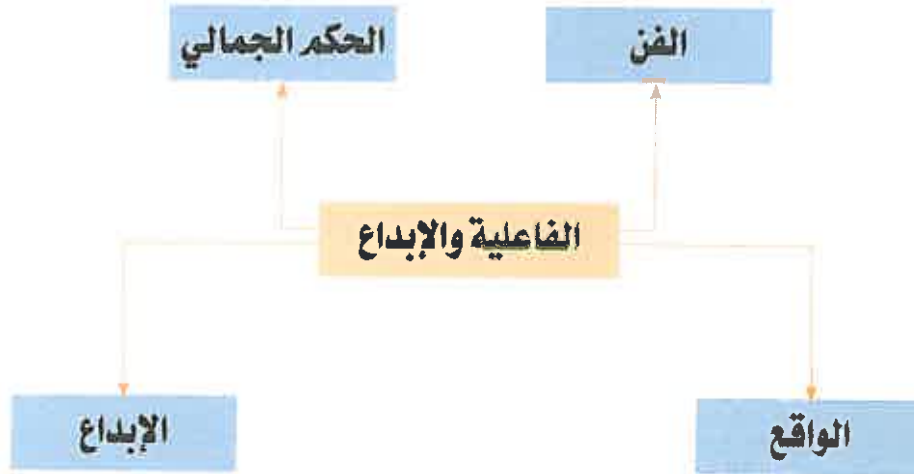 الفن
الحكم الجمالي
الفاعلية والإبداع
الواقع
الإبداع